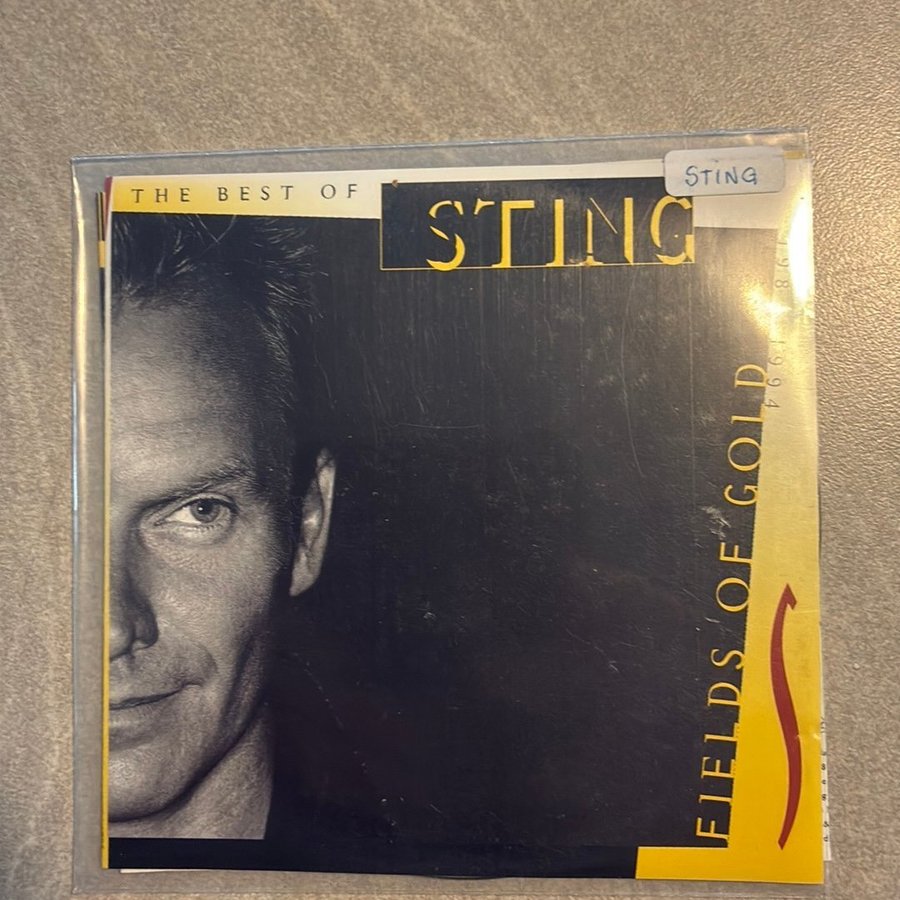 THE BEST OF
STING
STING
FIELDS OF GOLD
1994